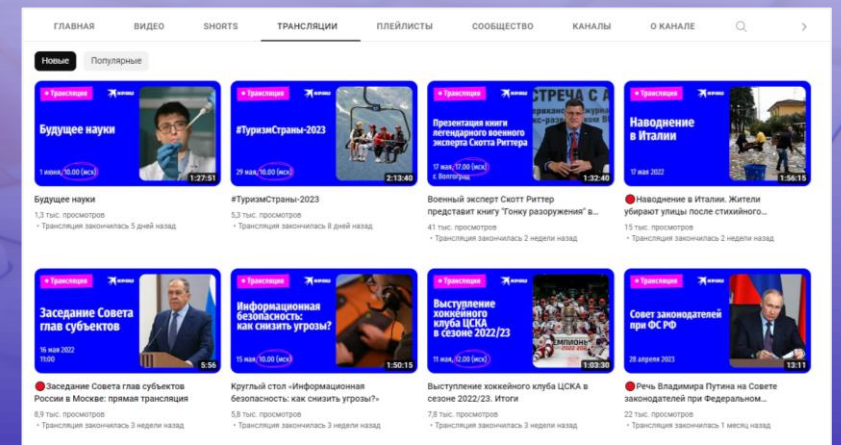 ГЛАВНАЯ ВИДЕО SHORTS ТРАНСЛЯЦИИ ПЛЕЙЛИСТЫ СООБЩЕСТВО КАНАЛЫ О КАНАЛЕ
Новые Популярные
• Трансляция
Будущее науки
1 июня, 10.00 (мск)
1:27:51
Будущее науки
1,3 тыс. просмотров
• Трансляция закончилась 5 дней назад
• Трансляция
#ТуризмСтраны-2023
29 мая, 10.00 (мск)
2:13:40
#ТуризмСтраны-2023
5,3 тыс. просмотров
• Трансляция закончилась 8 дней назад
• Трансляция
СТРЕЧА С А
Презентация книги
легендарного военного
эксперта Скотта Риттера
17 мая, 17.00 (мск)
г. Волгоград
1:32:40
Военный эксперт Скотт Риттер
представит книгу "Гонку разоружения" в...
41 тыс. просмотров
• Трансляция закончилась 2 недели назад
• Трансляция
Наводнение
в Италии
17 мая 2022
1:56:15
Наводнение в Италии. Жители
убирают улицы после стихийного...
15 тыс. просмотров
• Трансляция закончилась 2 недели назад
• Трансляция
Заседание Совета
глав субъектов
16 мая 2022
11:00
5:56
Заседание Совета глав субъектов
России в Москве: прямая трансляция
8,9 тыс. просмотров
• Трансляция закончилась 3 недели назад
• Трансляция
Информационная
безопасность:
как снизить угрозы?
15 мая, 10.00 (мск)
1:50:15
Круглый стол «Информационная
безопасность: как снизить угрозы?»
5,8 тыс. просмотров
• Трансляция закончилась 3 недели назад
• Трансляция
Выступление
хоккейного
клуба ЦСКА
в сезоне 2022/23
11 мая, 12.00 (мск)
1:03:30
Выступление хоккейного клуба ЦСКА в
сезоне 2022/23. Итоги
7,8 тыс. просмотров
• Трансляция закончилась 3 недели назад
• Трансляция
Совет законодателей
при ФС РФ
28 апреля 2023
13:11
Речь Владимира Путина на Совете
законодателей при Федеральном...
22 тыс. просмотров
• Трансляция закончилась 1 месяц назад